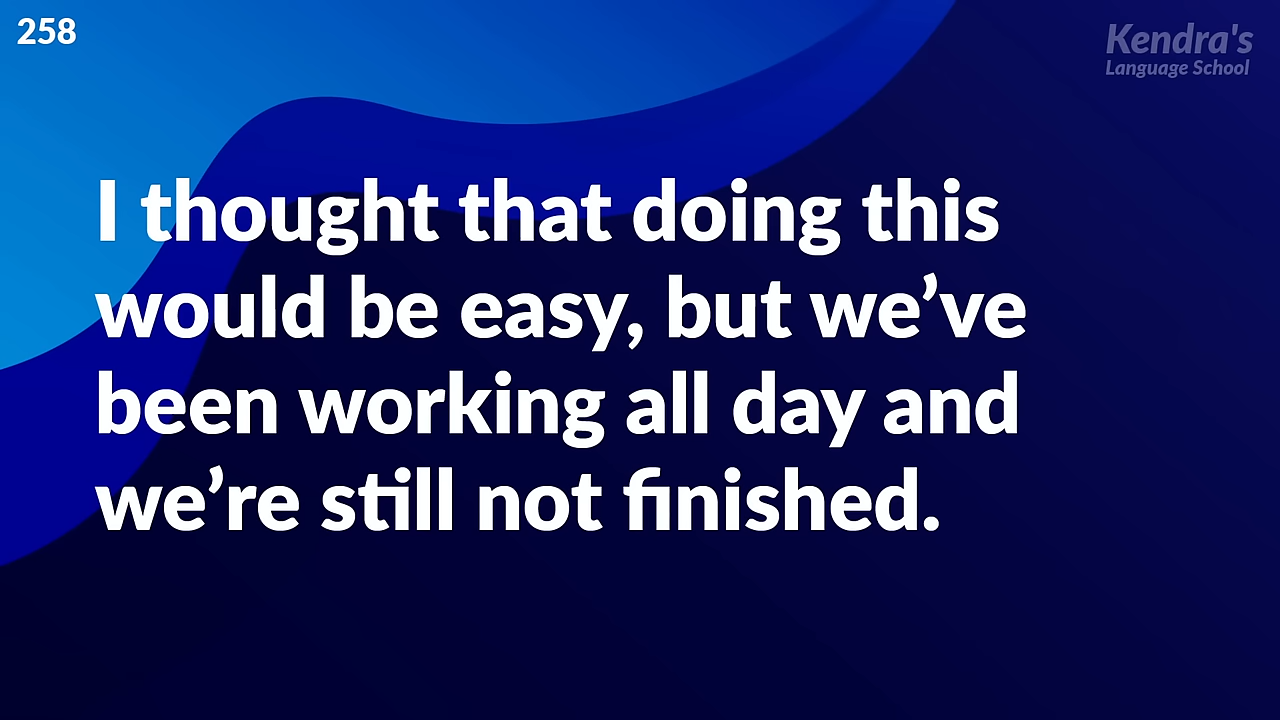 258
Kendra's
Language School
I thought that doing this
would be easy, but we’ve
been working all day and
we’re still not finished.